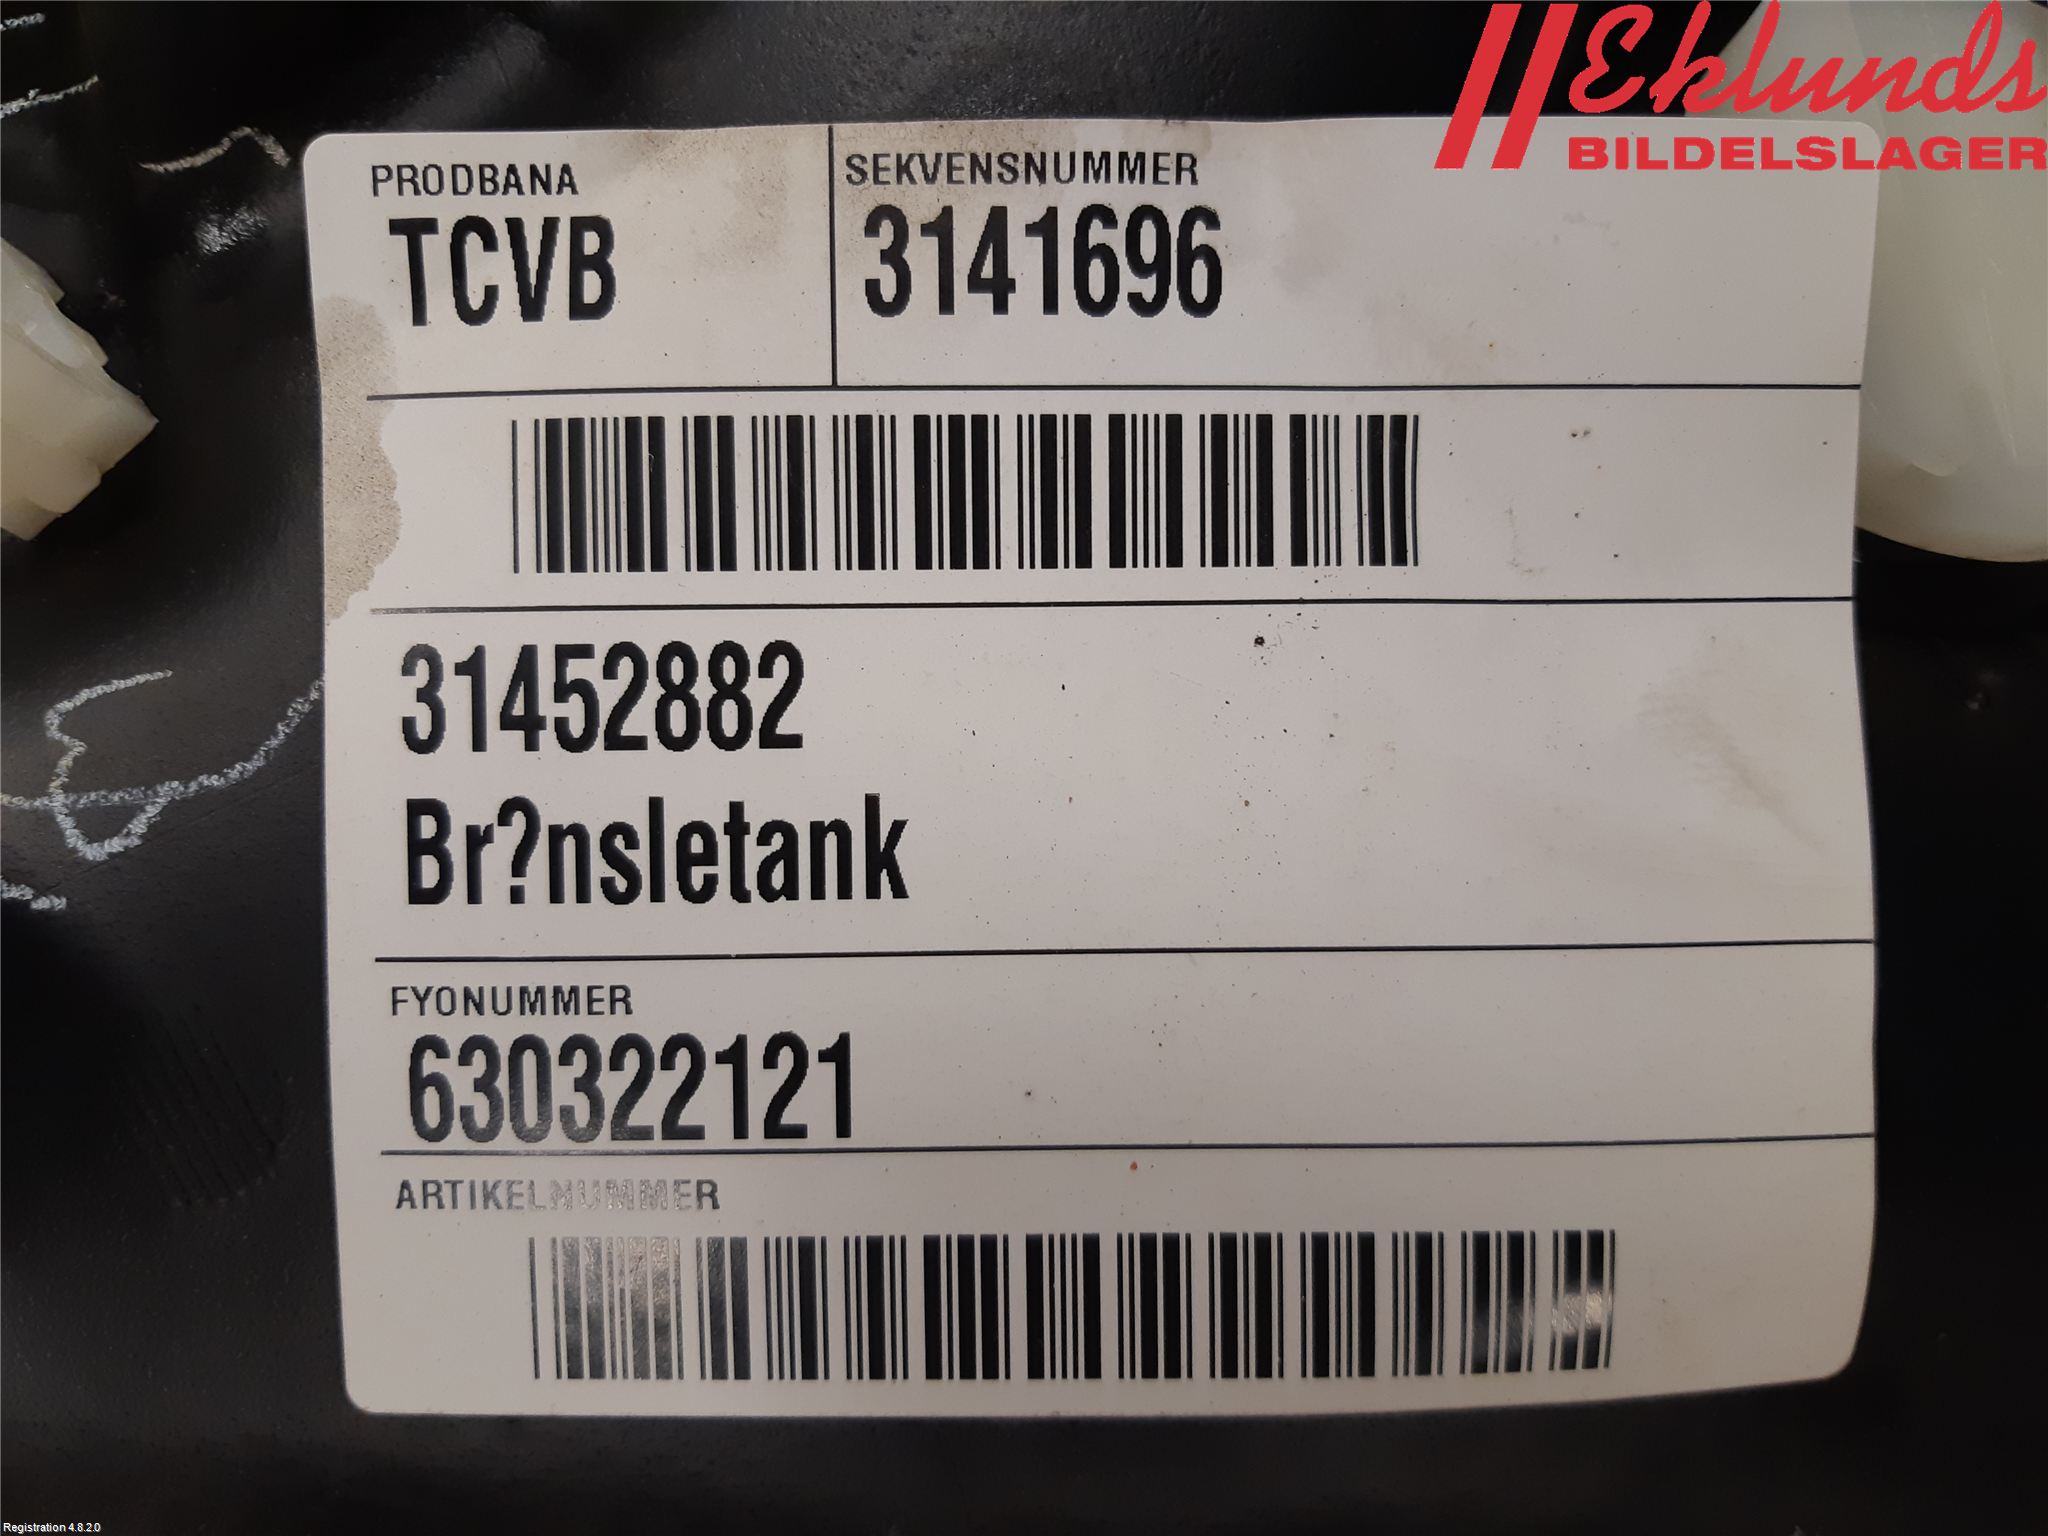 Eklunds
BILDELSLAGER
PRODBANA
TCVB
SEKVENSNUMMER
3141696
31452882
Br?nsletank
FYONUMMER
630322121
ARTIKELNUMMER
Registration 4.8.2.0